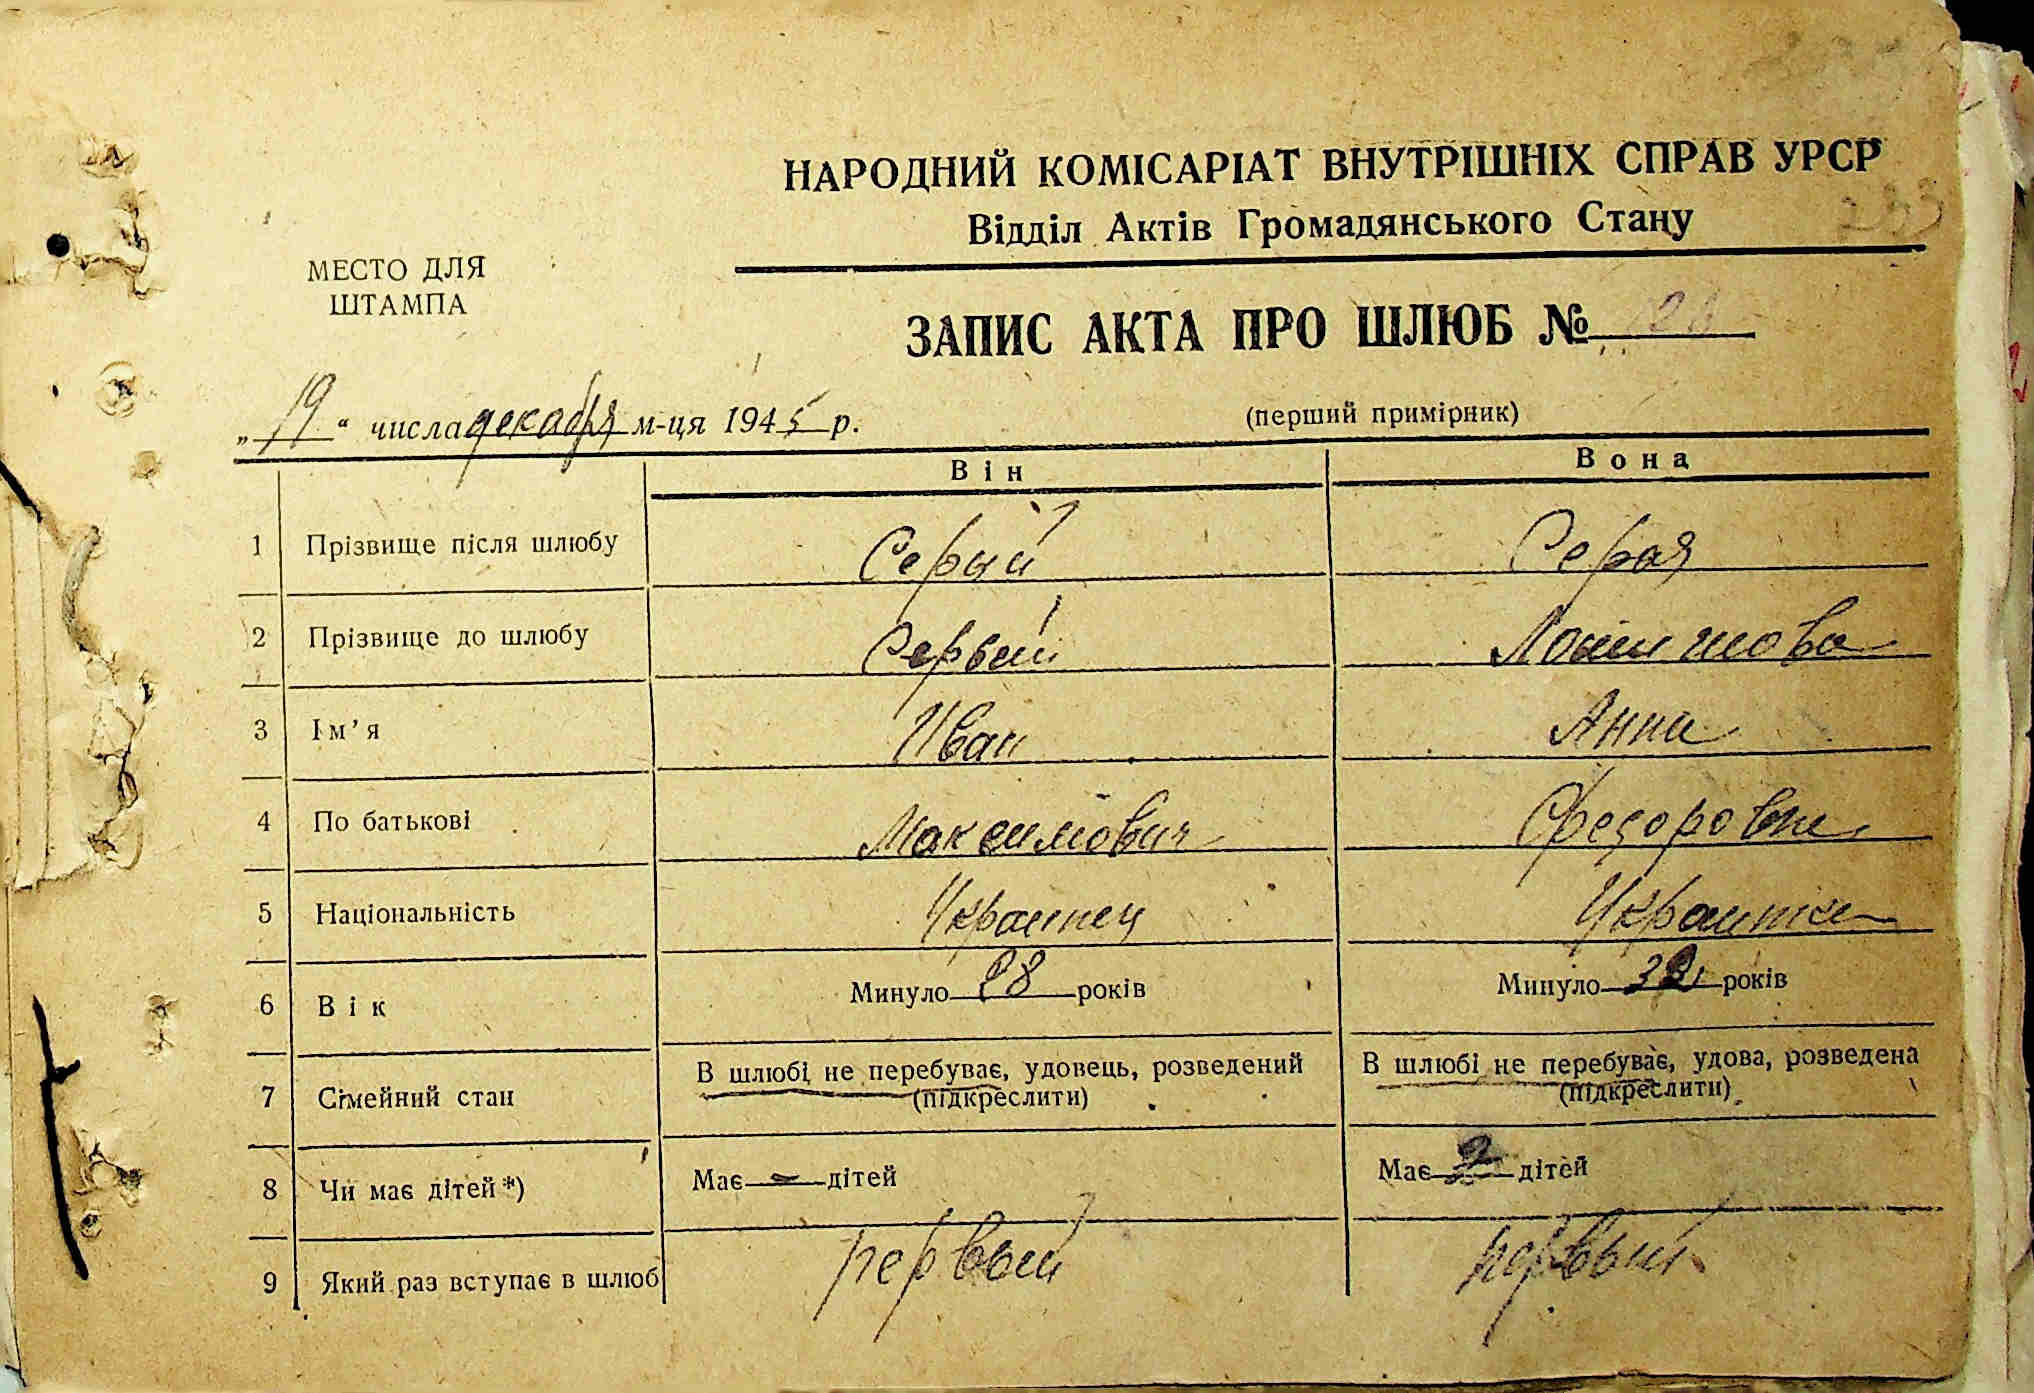 НАРОДНИЙ КОМІСАРІАТ ВНУТРІШНІХ СПРАВ УРСР
233
Відділ Актів Громадянського Стану
МЕСТО ДЛЯ
ШТАМПА
ЗАПИС АКТА ПРО ШЛЮБ №
„19“ числа декабря м-ця 1945 р.
(перший примірник)
Він Вона
1 Прізвище після шлюбу Серый Серая
2 Прізвище до шлюбу Серый
3 Ім'я Иван Анна
4 По батькові Максимович Федоровна
5 Національність Украинец Украинка
6 Вік Минуло 28 років Минуло 32 років
7 Сімейний стан В шлюбі не перебуває, удовець, розведений В шлюбі не перебуває, удова, розведена
(підкреслити) (підкреслити)
8 Чи має дітей*) Має — дітей Має 2 дітей
9 Який раз вступає в шлюб первый первый